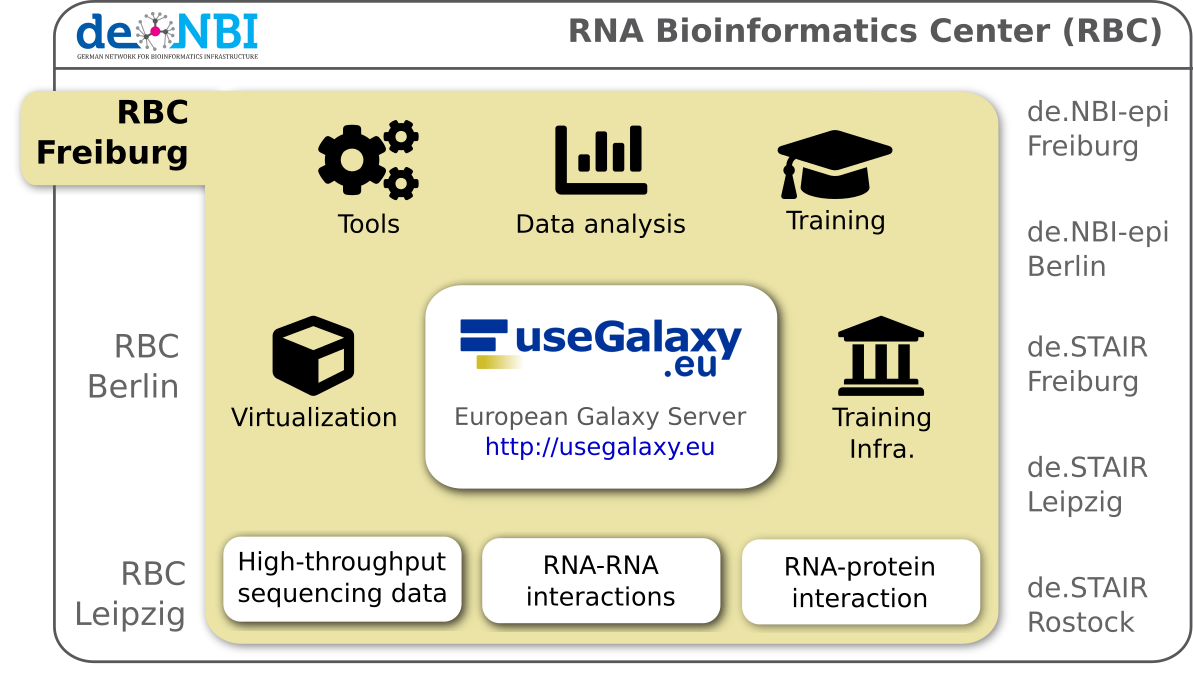 de.NBI
GERMAN NETWORK FOR BIOINFORMATICS INFRASTRUCTURE
RNA Bioinformatics Center (RBC)
RBC
Freiburg
RBC
Berlin
RBC
Leipzig
Tools
Data analysis
Training
Virtualization
useGalaxy
.eu
European Galaxy Server
http://usegalaxy.eu
Training
Infra.
High-throughput
sequencing data
RNA-RNA
interactions
RNA-protein
interaction
de.NBI-epi
Freiburg
de.NBI-epi
Berlin
de.STAIR
Freiburg
de.STAIR
Leipzig
de.STAIR
Rostock